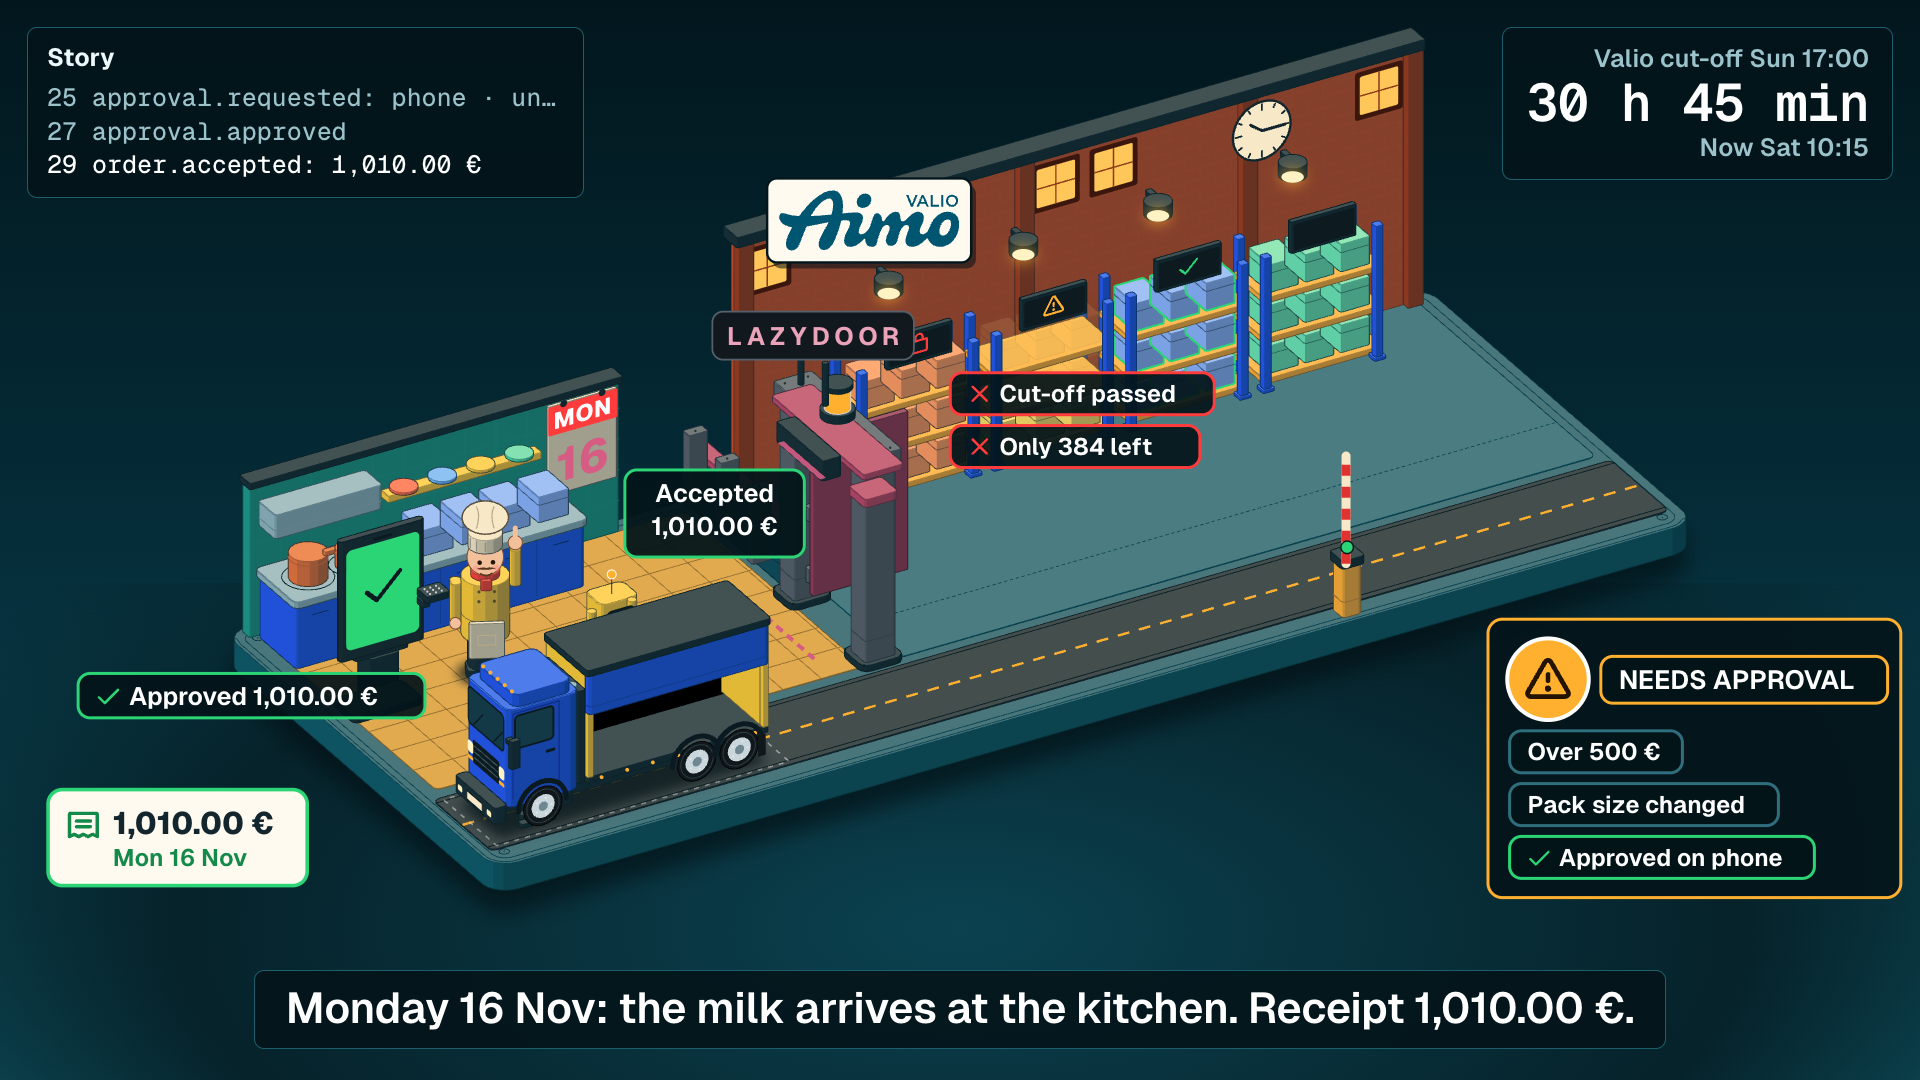 Story
25 approval.requested: phone · un…
27 approval.approved
29 order.accepted: 1,010.00 €
Valio cut-off Sun 17:00
30 h 45 min
Now Sat 10:15
VALIO
Aimo
LAZYDOOR
Cut-off passed
Only 384 left
MON
16
Accepted
1,010.00 €
Approved 1,010.00 €
1,010.00 €
Mon 16 Nov
NEEDS APPROVAL
Over 500 €
Pack size changed
Approved on phone
Monday 16 Nov: the milk arrives at the kitchen. Receipt 1,010.00 €.